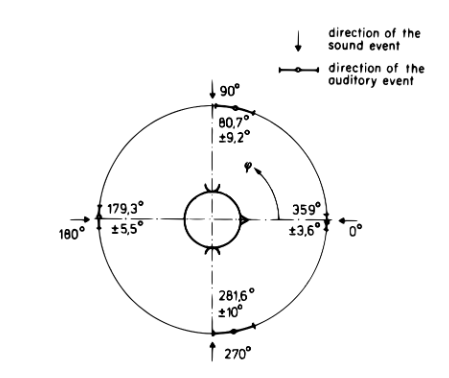 direction of the
sound event
direction of the
auditory event
90°
80,7°
±9,2°
φ
179,3°
±5,5°
359°
±3,6°
180°
0°
281,6°
±10°
270°